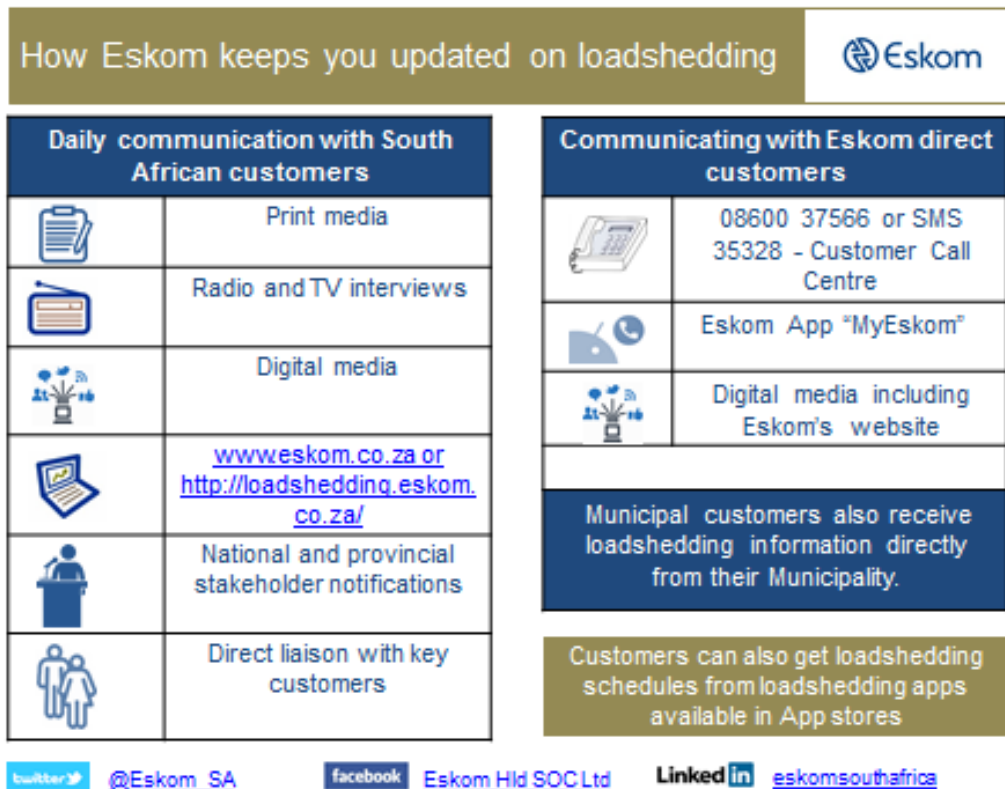 How Eskom keeps you updated on loadshedding
Eskom
Daily communication with South
African customers
Print media
Radio and TV interviews
Digital media
www.eskom.co.za or
http://loadshedding.eskom.
co.za/
National and provincial
stakeholder notifications
Direct liaison with key
customers
Communicating with Eskom direct
customers
08600 37566 or SMS
35328 - Customer Call
Centre
Eskom App “MyEskom”
Digital media including
Eskom’s website
Municipal customers also receive
loadshedding information directly
from their Municipality.
Customers can also get loadshedding
schedules from loadshedding apps
available in App stores
twitter @Eskom_SA
facebook Eskom Hld SOC Ltd
Linked in eskomsouthafrica